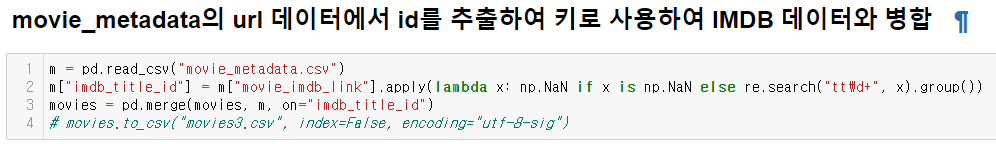 movie_metadata의 url 데이터에서 id를 추출하여 키로 사용하여 IMDB 데이터와 병합 ¶
1 m = pd.read_csv("movie_metadata.csv")
2 m["imdb_title_id"] = m["movie_imdb_link"].apply(lambda x: np.NaN if x is np.NaN else re.search("tt₩d+", x).group())
3 movies = pd.merge(movies, m, on="imdb_title_id")
4 # movies.to_csv("movies3.csv", index=False, encoding="utf-8-sig")